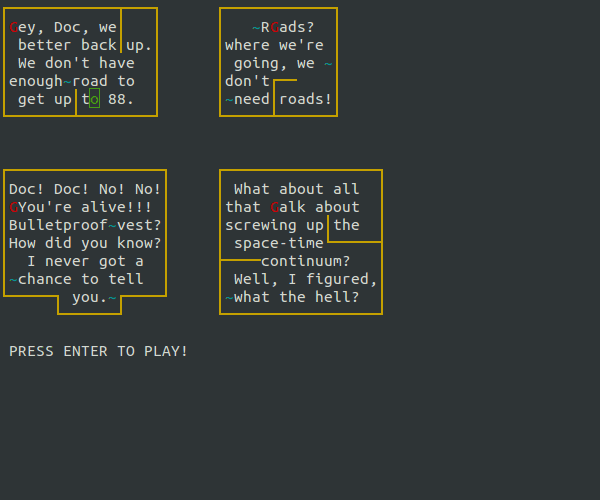 Gey, Doc, we
better back up.
We don't have
enough~road to
get up to 88.
~RGads?
where we're
going, we ~
don't
~need roads!
Doc! Doc! No! No!
GYou're alive!!!
Bulletproof~vest?
How did you know?
I never got a
~chance to tell
you.~
What about all
that Galk about
screwing up the
space-time
continuum?
Well, I figured,
~what the hell?
PRESS ENTER TO PLAY!